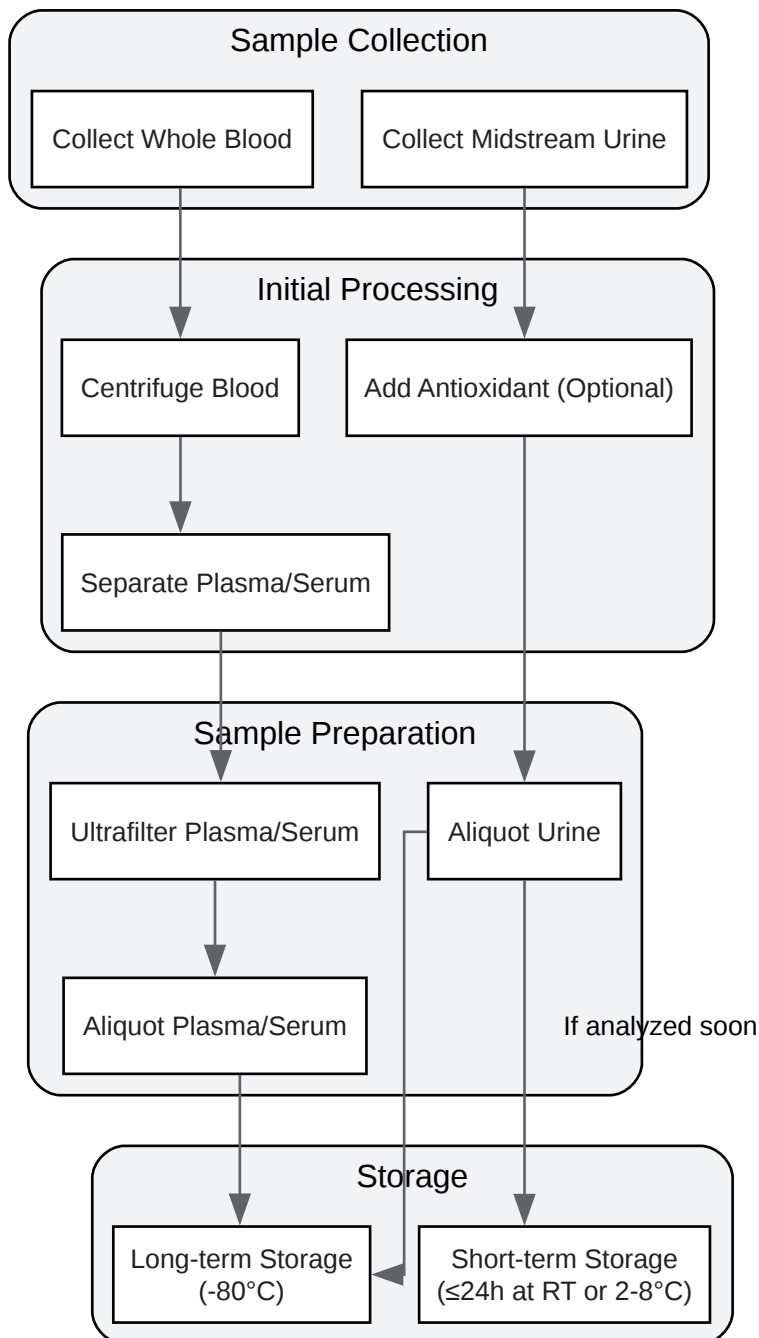 Sample Collection
Collect Whole Blood
Collect Midstream Urine
Initial Processing
Centrifuge Blood
Add Antioxidant (Optional)
Separate Plasma/Serum
Sample Preparation
Ultrafilter Plasma/Serum
Aliquot Urine
Aliquot Plasma/Serum
If analyzed soon
Storage
Long-term Storage
(-80°C)
Short-term Storage
(≤24h at RT or 2-8°C)